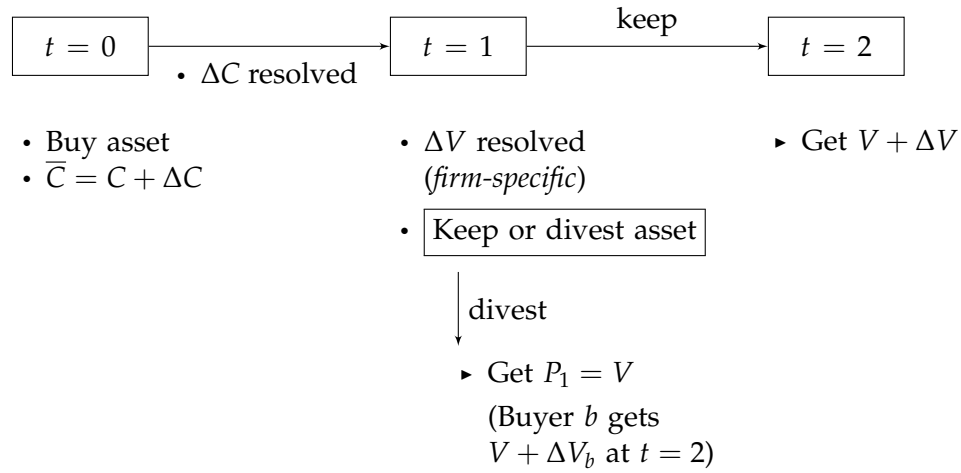 t = 0
t = 1
keep
t = 2
• ΔC resolved
• Buy asset
• C̅ = C + ΔC
• ΔV resolved
(firm-specific)
• Keep or divest asset
▸ Get V + ΔV
divest
▸ Get P₁ = V
(Buyer b gets
V + ΔV_b at t = 2)